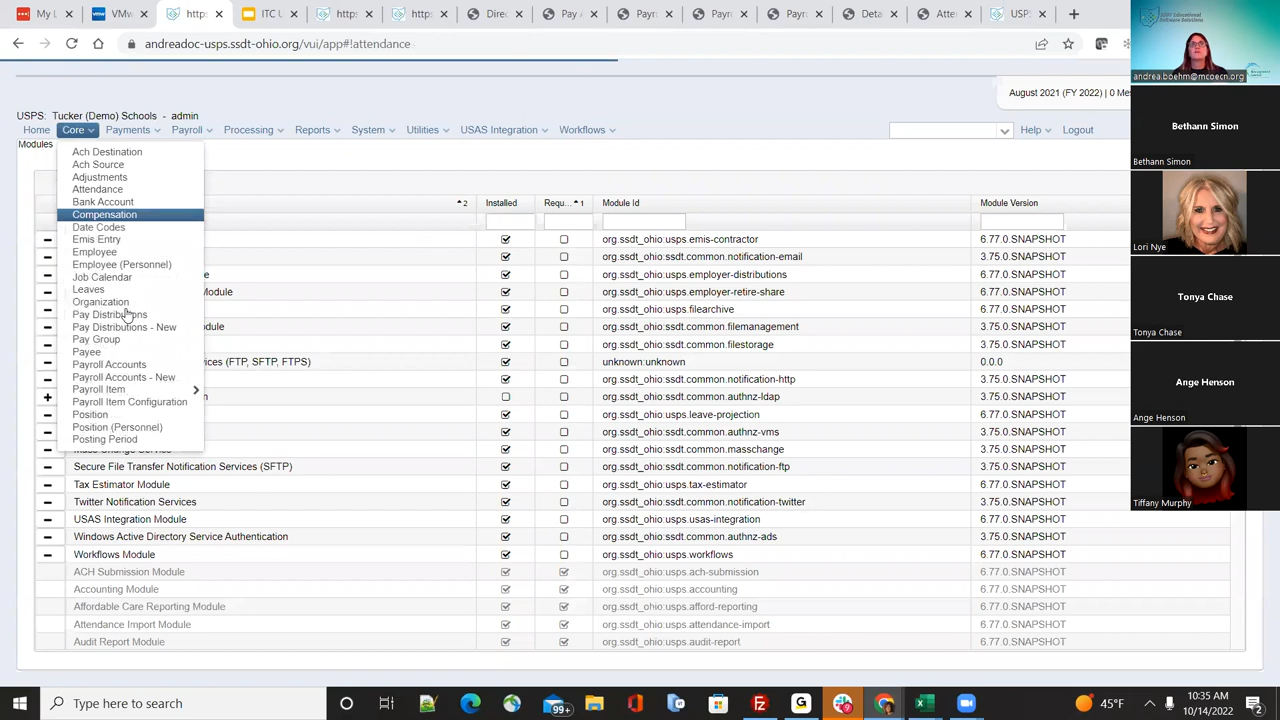 My L
VMw
https
ITC U
https
https
Direc
Payr
Payr
Payr
Payr
Detai
Atter
USPS
andreadoc-usps.ssdt-ohio.org/vui/app#!attendance
August 2021 (FY 2022) | 0 Mes
USPS: Tucker (Demo) Schools - admin
Home Core Payments Payroll Processing Reports System Utilities USAS Integration Workflows Help Logout
Modules
Ach Destination
Ach Source
Adjustments
Attendance
Bank Account
Compensation
Date Codes
Emis Entry
Employee
Employee (Personnel)
Job Calendar
Leaves
Organization
Pay Distributions
Pay Distributions - New
Pay Group
Payee
Payroll Accounts
Payroll Accounts - New
Payroll Item
Payroll Item Configuration
Position
Position (Personnel)
Posting Period
2 Installed Requ... 1 Module Id Module Version
org.ssdt_ohio:usps.emis-contractor 6.77.0.SNAPSHOT
org.ssdt_ohio:ssdt.common.notification-email 3.75.0.SNAPSHOT
le org.ssdt_ohio:usps.employer-distributions 6.77.0.SNAPSHOT
Module org.ssdt_ohio:usps.employer-retire-share 6.77.0.SNAPSHOT
org.ssdt_ohio:usps.filearchive 6.77.0.SNAPSHOT
odule org.ssdt_ohio:ssdt.common.filemanagement 3.75.0.SNAPSHOT
org.ssdt_ohio:ssdt.common.filestorage 3.75.0.SNAPSHOT
vices (FTP, SFTP, FTPS) unknown:unknown 0.0.0
org.ssdt_ohio:ssdt.common.notification-http 3.75.0.SNAPSHOT
n org.ssdt_ohio:ssdt.common.authnz-ldap 3.75.0.SNAPSHOT
org.ssdt_ohio:usps.leave-projection 6.77.0.SNAPSHOT
org.ssdt_ohio:ssdt.common.authnz-vms 3.75.0.SNAPSHOT
org.ssdt_ohio:ssdt.common.masschange 3.75.0.SNAPSHOT
Secure File Transfer Notification Services (SFTP) org.ssdt_ohio:ssdt.common.notification-ftp 3.75.0.SNAPSHOT
Tax Estimator Module org.ssdt_ohio:usps.tax-estimator 6.77.0.SNAPSHOT
Twitter Notification Services org.ssdt_ohio:ssdt.common.notification-twitter 3.75.0.SNAPSHOT
USAS Integration Module org.ssdt_ohio:usps.usas-integration 6.77.0.SNAPSHOT
Windows Active Directory Service Authentication org.ssdt_ohio:ssdt.common.authnz-ads 3.75.0.SNAPSHOT
Workflows Module org.ssdt_ohio:usps.workflows 6.77.0.SNAPSHOT
ACH Submission Module org.ssdt_ohio:usps.ach-submission 6.77.0.SNAPSHOT
Accounting Module org.ssdt_ohio:usps.accounting 6.77.0.SNAPSHOT
Affordable Care Reporting Module org.ssdt_ohio:usps.afford-reporting 6.77.0.SNAPSHOT
Attendance Import Module org.ssdt_ohio:usps.attendance-import 6.77.0.SNAPSHOT
Audit Report Module org.ssdt_ohio:usps.audit-report 6.77.0.SNAPSHOT
andrea.boehm@mcoecn.org
Bethann Simon
Bethann Simon
Lori Nye
Tonya Chase
Tonya Chase
Ange Henson
Ange Henson
Tiffany Murphy
Type here to search
99+
45°F
10:35 AM
10/14/2022
2